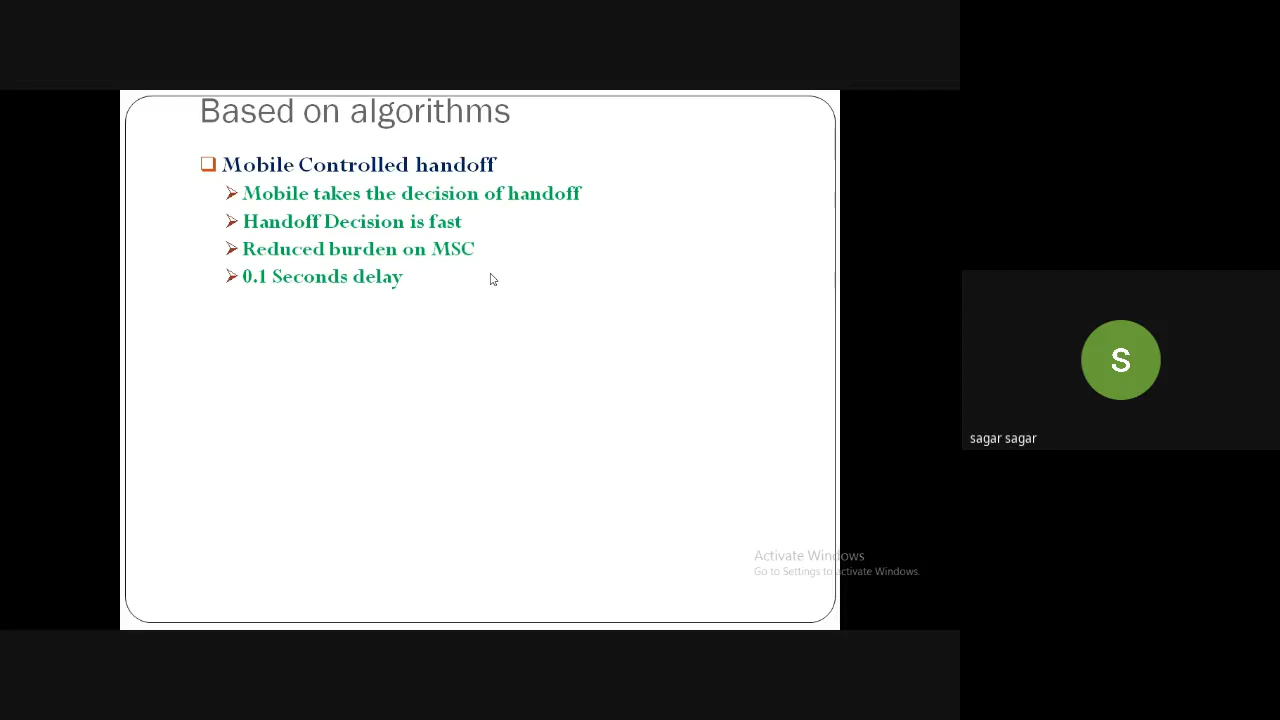 Based on algorithms
Mobile Controlled handoff
Mobile takes the decision of handoff
Handoff Decision is fast
Reduced burden on MSC
0.1 Seconds delay
S
sagar sagar
Activate Windows
Go to Settings to activate Windows.